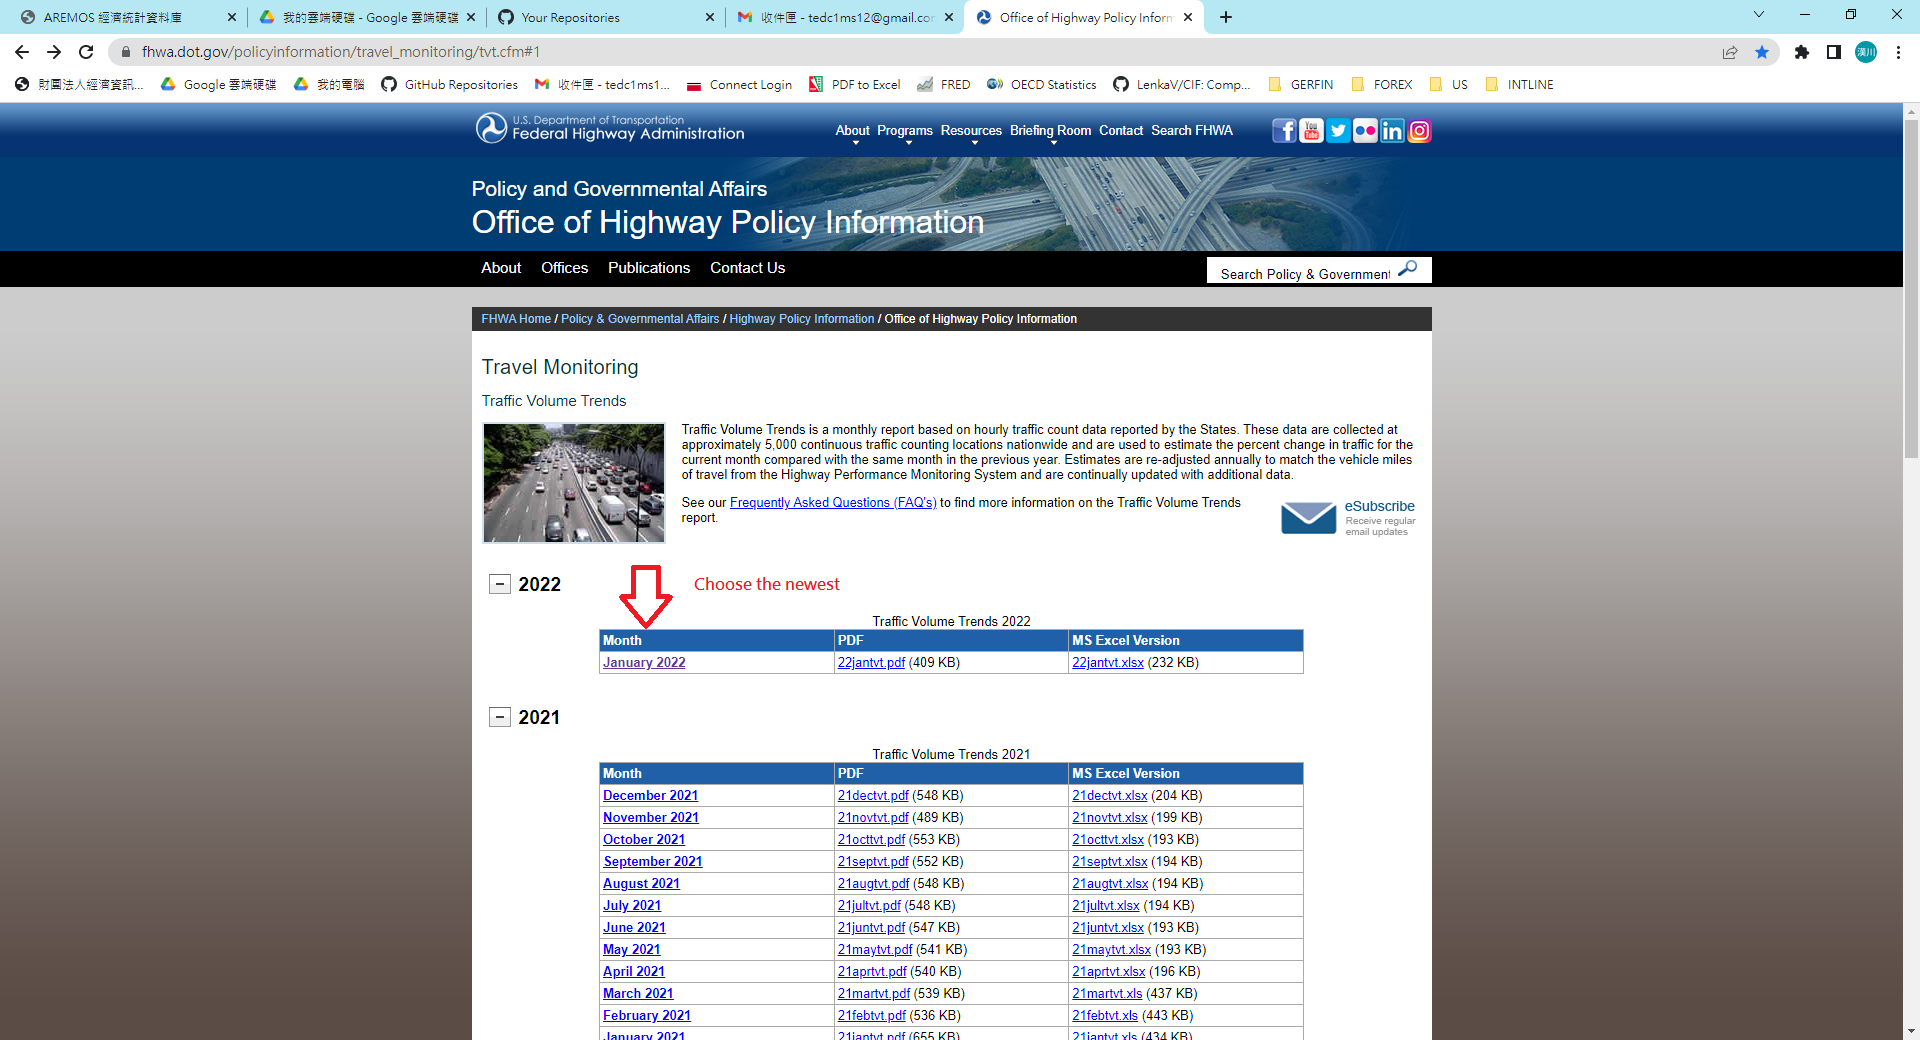 AREMOS 經濟統計資料庫
我的雲端硬碟 - Google 雲端硬碟
Your Repositories
收件匣 - tedc1ms12@gmail.co
Office of Highway Policy Inform
fhwa.dot.gov/policyinformation/travel_monitoring/tvt.cfm#1
漢川
財團法人經濟資訊...
Google 雲端硬碟
我的電腦
GitHub Repositories
收件匣 - tedc1ms1...
Connect Login
PDF to Excel
FRED
OECD Statistics
LenkaV/CIF: Comp...
GERFIN
FOREX
US
INTLINE
U.S. Department of Transportation
Federal Highway Administration
About Programs Resources Briefing Room Contact Search FHWA
You Tube
Policy and Governmental Affairs
Office of Highway Policy Information
About Offices Publications Contact Us
Search Policy & Government
FHWA Home / Policy & Governmental Affairs / Highway Policy Information / Office of Highway Policy Information
Travel Monitoring
Traffic Volume Trends
Traffic Volume Trends is a monthly report based on hourly traffic count data reported by the States. These data are collected at
approximately 5,000 continuous traffic counting locations nationwide and are used to estimate the percent change in traffic for the
current month compared with the same month in the previous year. Estimates are re-adjusted annually to match the vehicle miles
of travel from the Highway Performance Monitoring System and are continually updated with additional data.
See our Frequently Asked Questions (FAQ's) to find more information on the Traffic Volume Trends
report.
eSubscribe
Receive regular
email updates
2022
Choose the newest
Traffic Volume Trends 2022
Month PDF MS Excel Version
January 2022 22jantvt.pdf (409 KB) 22jantvt.xlsx (232 KB)
2021
Traffic Volume Trends 2021
Month PDF MS Excel Version
December 2021 21dectvt.pdf (548 KB) 21dectvt.xlsx (204 KB)
November 2021 21novtvt.pdf (489 KB) 21novtvt.xlsx (199 KB)
October 2021 21octtvt.pdf (553 KB) 21octtvt.xlsx (193 KB)
September 2021 21septvt.pdf (552 KB) 21septvt.xlsx (194 KB)
August 2021 21augtvt.pdf (548 KB) 21augtvt.xlsx (194 KB)
July 2021 21jultvt.pdf (548 KB) 21jultvt.xlsx (194 KB)
June 2021 21juntvt.pdf (547 KB) 21juntvt.xlsx (193 KB)
May 2021 21maytvt.pdf (541 KB) 21maytvt.xlsx (193 KB)
April 2021 21aprtvt.pdf (540 KB) 21aprtvt.xlsx (196 KB)
March 2021 21martvt.pdf (539 KB) 21martvt.xls (437 KB)
February 2021 21febtvt.pdf (536 KB) 21febtvt.xls (443 KB)
January 2021 21jantvt.pdf (655 KB) 21jantvt.xls (434 KB)